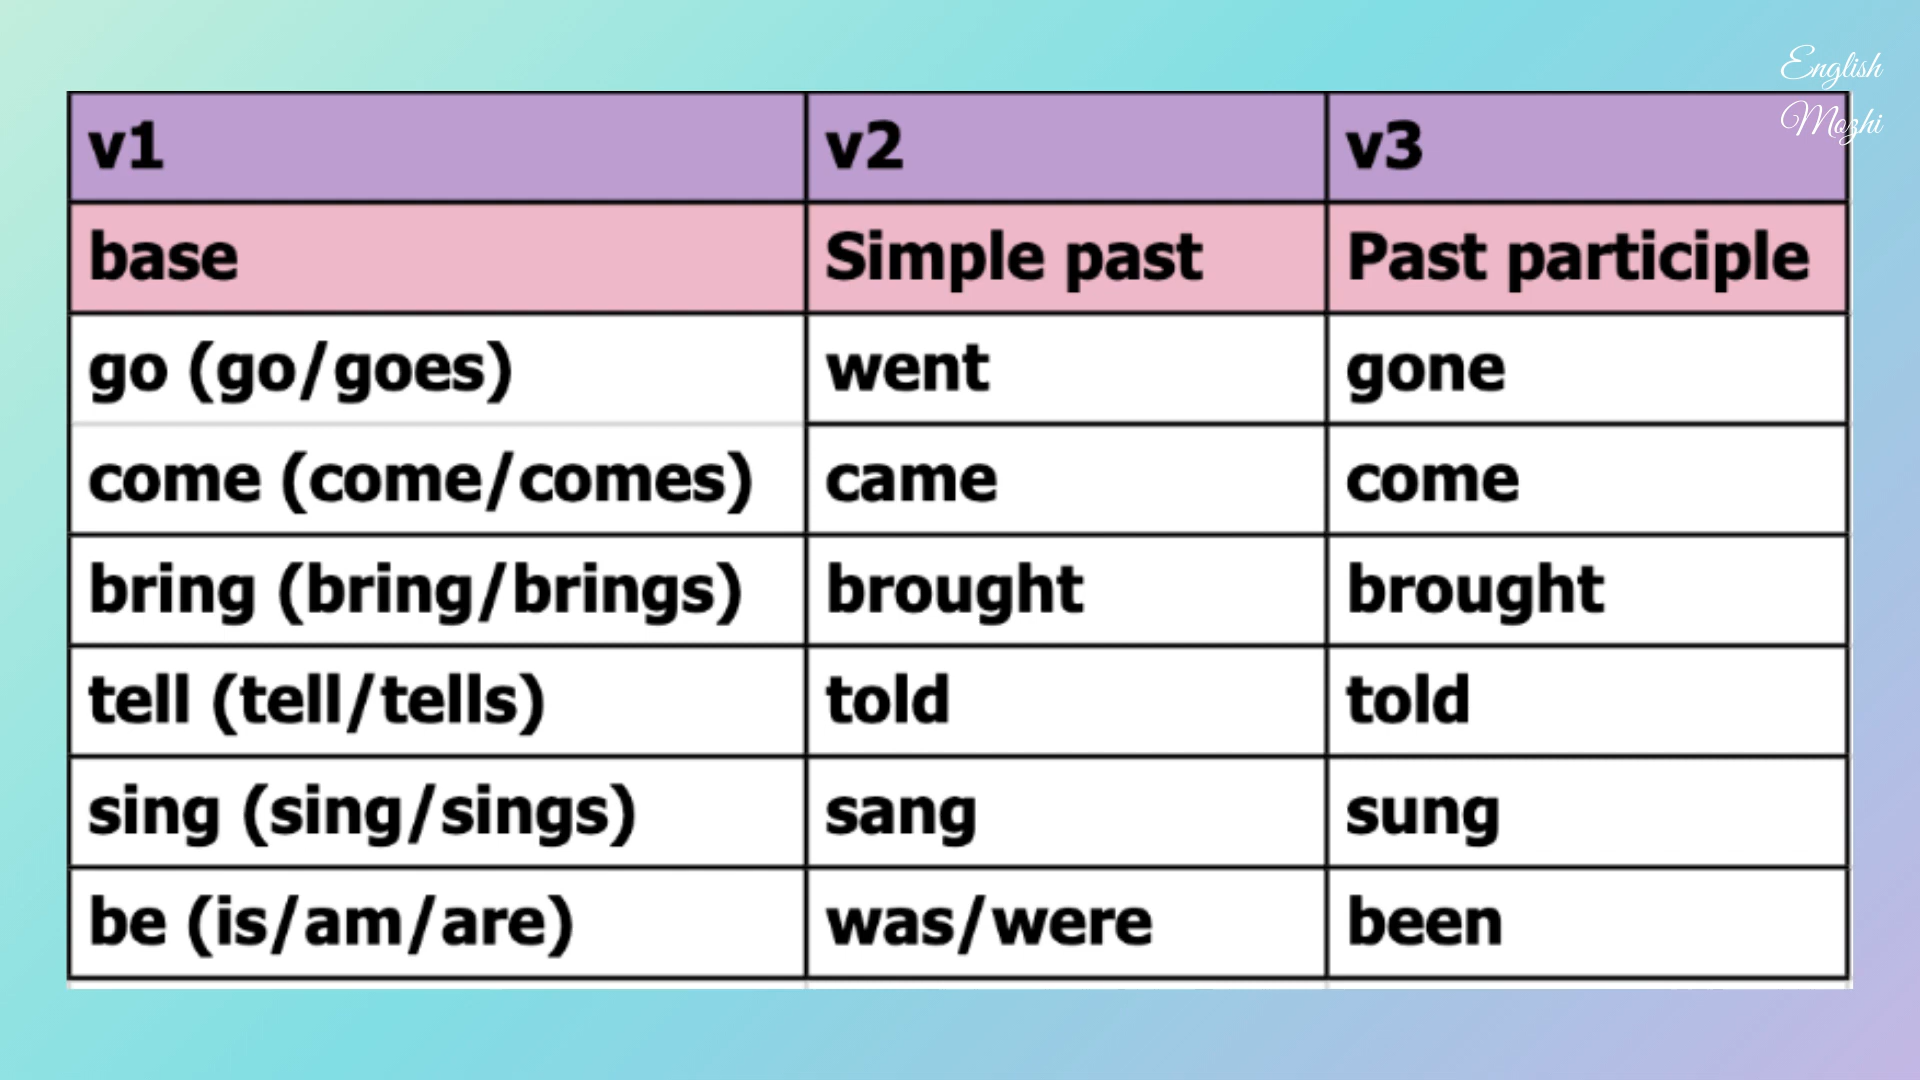 English
Mozhi
v1 v2 v3
base Simple past Past participle
go (go/goes) went gone
come (come/comes) came come
bring (bring/brings) brought brought
tell (tell/tells) told told
sing (sing/sings) sang sung
be (is/am/are) was/were been